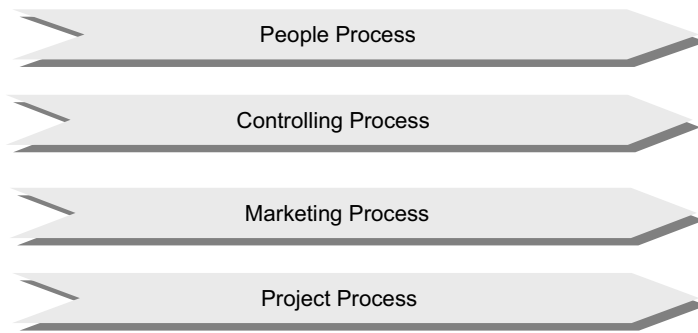 People Process
Controlling Process
Marketing Process
Project Process